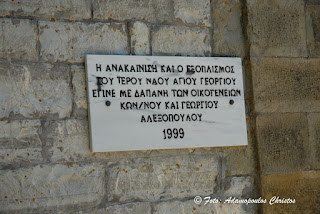 Η ΑΝΑΚΑΙΝΙΣΗ ΚΑΙ Ο ΕΞΟΠΛΙΣΜΟΣ
ΤΟΥ ΙΕΡΟΥ ΝΑΟΥ ΑΓΙΟΥ ΓΕΩΡΓΙΟΥ
ΕΓΙΝΕ ΜΕ ΔΑΠΑΝΗ ΤΩΝ ΟΙΚΟΓΕΝΕΙΩΝ
ΚΩΝ/ΝΟΥ ΚΑΙ ΓΕΩΡΓΙΟΥ
ΑΛΕΞΟΠΟΥΛΟΥ
1999
©Foto - Adamopoulos Christos